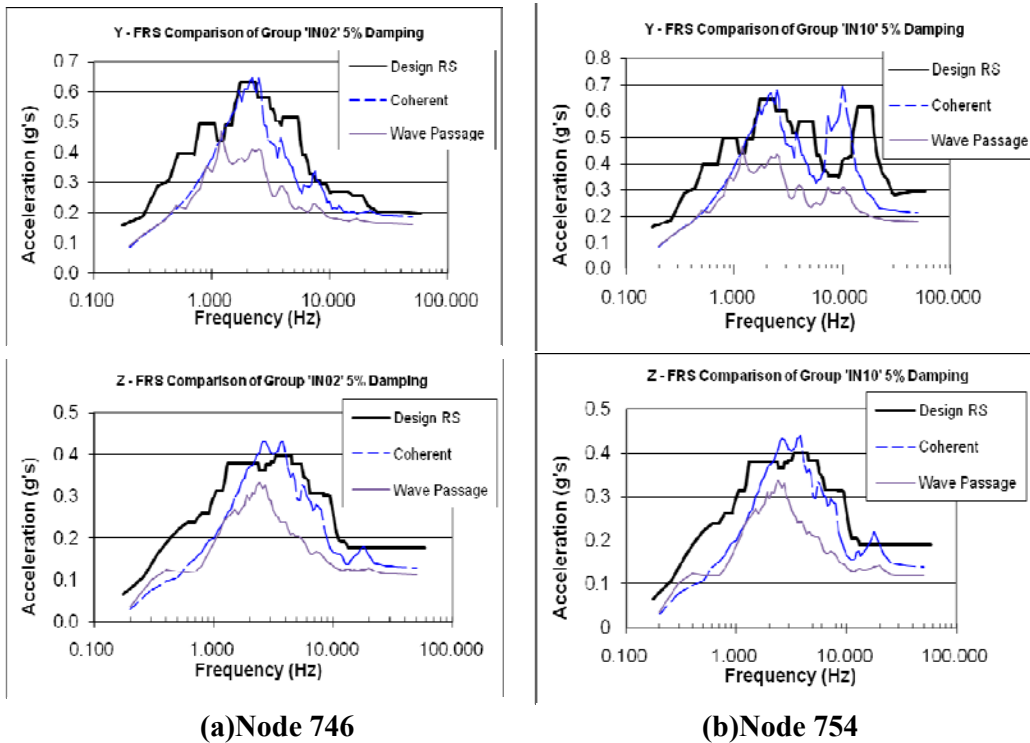 Y - FRS Comparison of Group 'IN02' 5% Damping
0.7
0.6
0.5
0.4
0.3
0.2
0.1
0.0
Acceleration (g's)
Design RS
Coherent
Wave Passage
0.100 1.000 10.000 100.000
Frequency (Hz)
Y - FRS Comparison of Group 'IN10' 5% Damping
0.8
0.7
0.6
0.5
0.4
0.3
0.2
0.1
0.0
Acceleration (g's)
Design RS
Coherent
Wave Passage
0.100 1.000 10.000 100.000
Frequency (Hz)
Z - FRS Comparison of Group 'IN02' 5% Damping
0.5
0.4
0.3
0.2
0.1
0.0
Acceleration (g's)
Design RS
Coherent
Wave Passage
0.100 1.000 10.000 100.000
Frequency (Hz)
Z - FRS Comparison of Group 'IN10' 5% Damping
0.5
0.4
0.3
0.2
0.1
0
Acceleration (g's)
Design RS
Coherent
Wave Passage
0.100 1.000 10.000 100.000
Frequency (Hz)
(a)Node 746
(b)Node 754